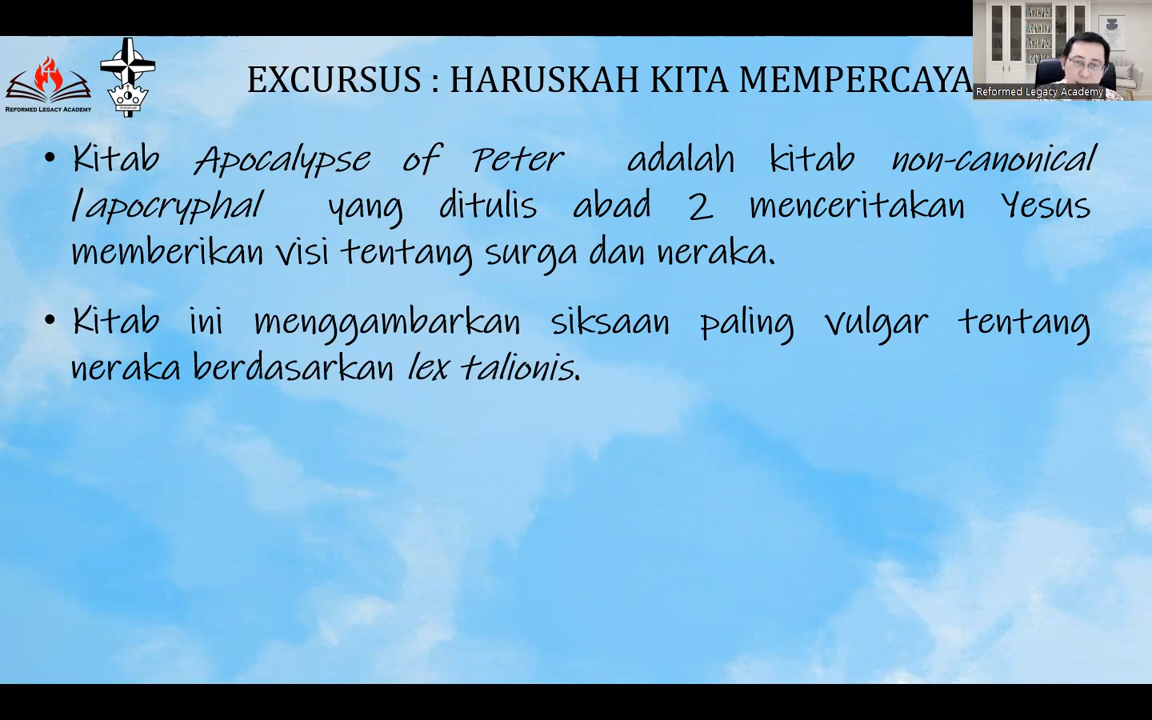 EXCURSUS : HARUSKAH KITA MEMPERCAYA
REFORMED LEGACY ACADEMY
Reformed Legacy Academy
• Kitab Apocalypse of Peter adalah kitab non-canonical
/apocryphal yang ditulis abad 2 menceritakan Yesus
memberikan visi tentang surga dan neraka.
• Kitab ini menggambarkan siksaan paling vulgar tentang
neraka berdasarkan lex talionis.